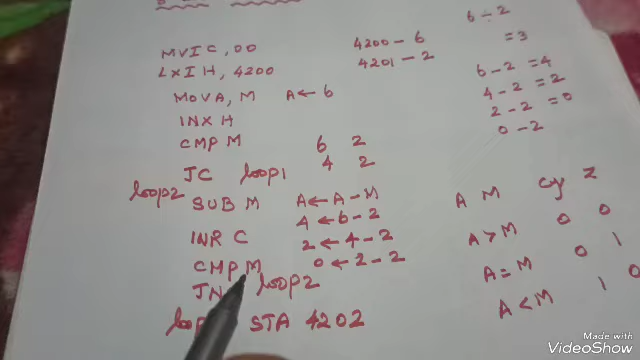 6 - 2
MVI C, 00 4200 - 6 = 3
LXI H, 4200 4201 - 2
6 - 2 = 4
MOV A, M A ← 6 4 - 2 = 2
INX H 2 - 2 = 0
CMP M 6 2 0 - 2
JC loop1 4 2
loop2 SUB M A ← A - M A M Cy Z
4 ← 6 - 2
INR C 2 ← 4 - 2 A > M 0 0
CMP M 0 ← 2 - 2 A = M 0 1
JN loop2 A < M 1 0
STA 4202
Made with
VideoShow